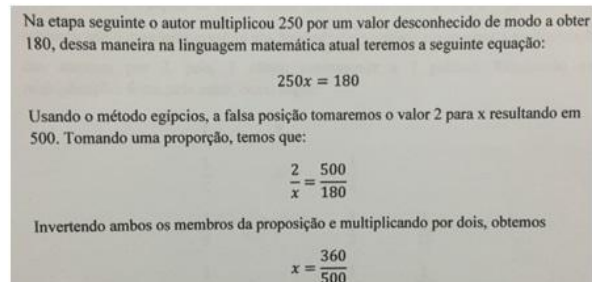 Na etapa seguinte o autor multiplicou 250 por um valor desconhecido de modo a obter
180, dessa maneira na linguagem matemática atual teremos a seguinte equação:
250x = 180
Usando o método egipcios, a falsa posição tomaremos o valor 2 para x resultando em
500. Tomando uma proporção, temos que:
2/x = 500/180
Invertendo ambos os membros da proposição e multiplicando por dois, obtemos
x = 360/500